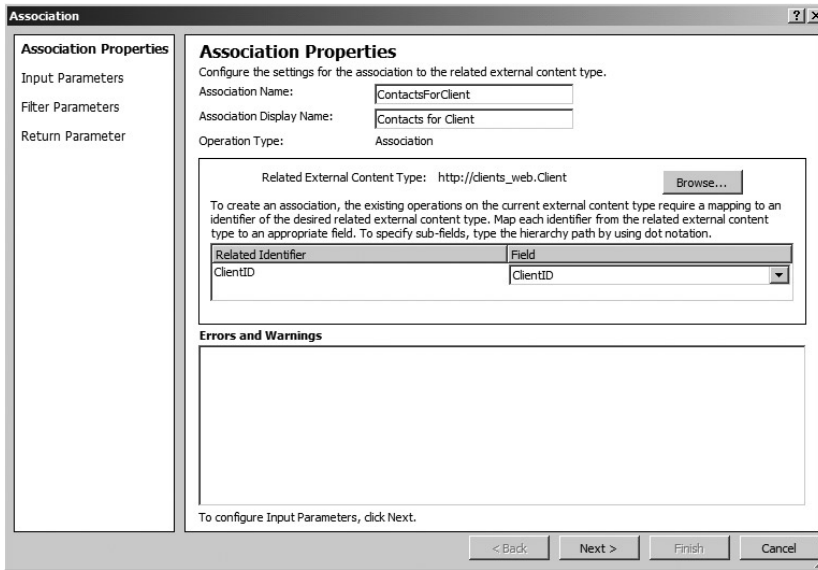 Association
Association Properties
Input Parameters
Filter Parameters
Return Parameter
Association Properties
Configure the settings for the association to the related external content type.
Association Name: ContactsForClient
Association Display Name: Contacts for Client
Operation Type: Association
Related External Content Type: http://clients_web.Client Browse...
To create an association, the existing operations on the current external content type require a mapping to an
identifier of the desired related external content type. Map each identifier from the related external content
type to an appropriate field. To specify sub-fields, type the hierarchy path by using dot notation.
Related Identifier Field
ClientID ClientID
Errors and Warnings
To configure Input Parameters, click Next.
< Back Next > Finish Cancel